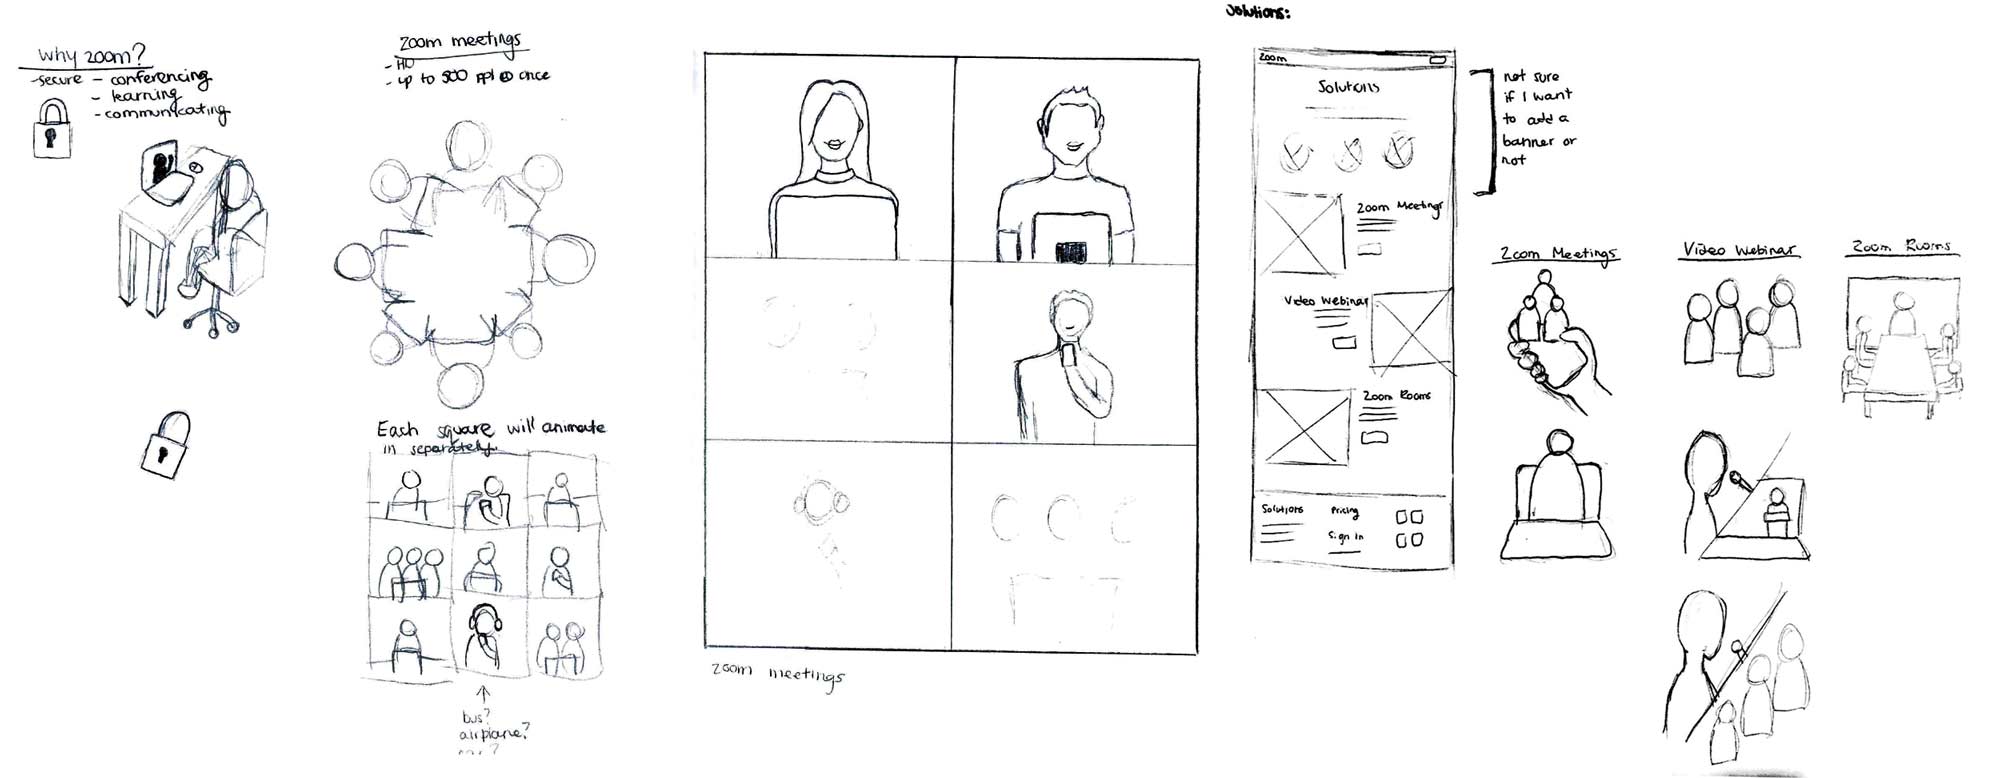 Why zoom?
-secure - conferencing
- learning
- communicating
Zoom meetings
- HD
- up to 500 ppl @ once
Each square will animate
in separately.
bus?
airplane?
zoom meetings
Solutions:
zoom
Solutions
Zoom Meetings
Video Webinar
Zoom Rooms
Solutions
Pricing
Sign in
not sure
if I want
to add a
banner or
not
Zoom Meetings
Video Webinar
Zoom Rooms